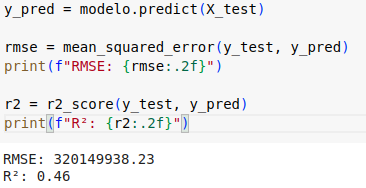 y_pred = modelo.predict(X_test)
rmse = mean_squared_error(y_test, y_pred)
print(f"RMSE: {rmse:.2f}")
r2 = r2_score(y_test, y_pred)
print(f"R²: {r2:.2f}")
RMSE: 320149938.23
R²: 0.46